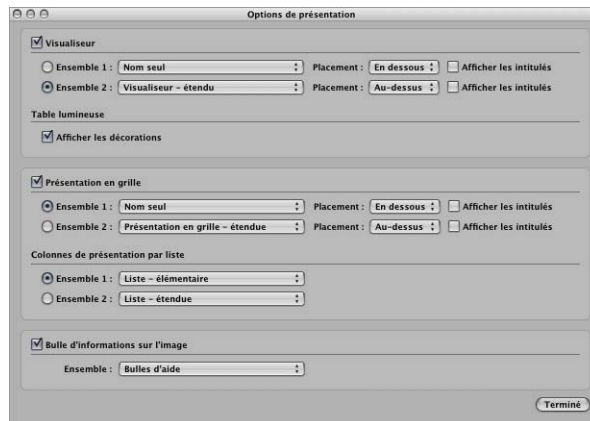 Options de présentation
Visualiseur
Ensemble 1 : Nom seul Placement : En dessous Afficher les intitulés
Ensemble 2 : Visualiseur – étendu Placement : Au-dessus Afficher les intitulés
Table lumineuse
Afficher les décorations
Présentation en grille
Ensemble 1 : Nom seul Placement : En dessous Afficher les intitulés
Ensemble 2 : Présentation en grille – étendue Placement : Au-dessus Afficher les intitulés
Colonnes de présentation par liste
Ensemble 1 : Liste – élémentaire
Ensemble 2 : Liste – étendue
Bulle d'informations sur l'image
Ensemble : Bulles d'aide
Terminé